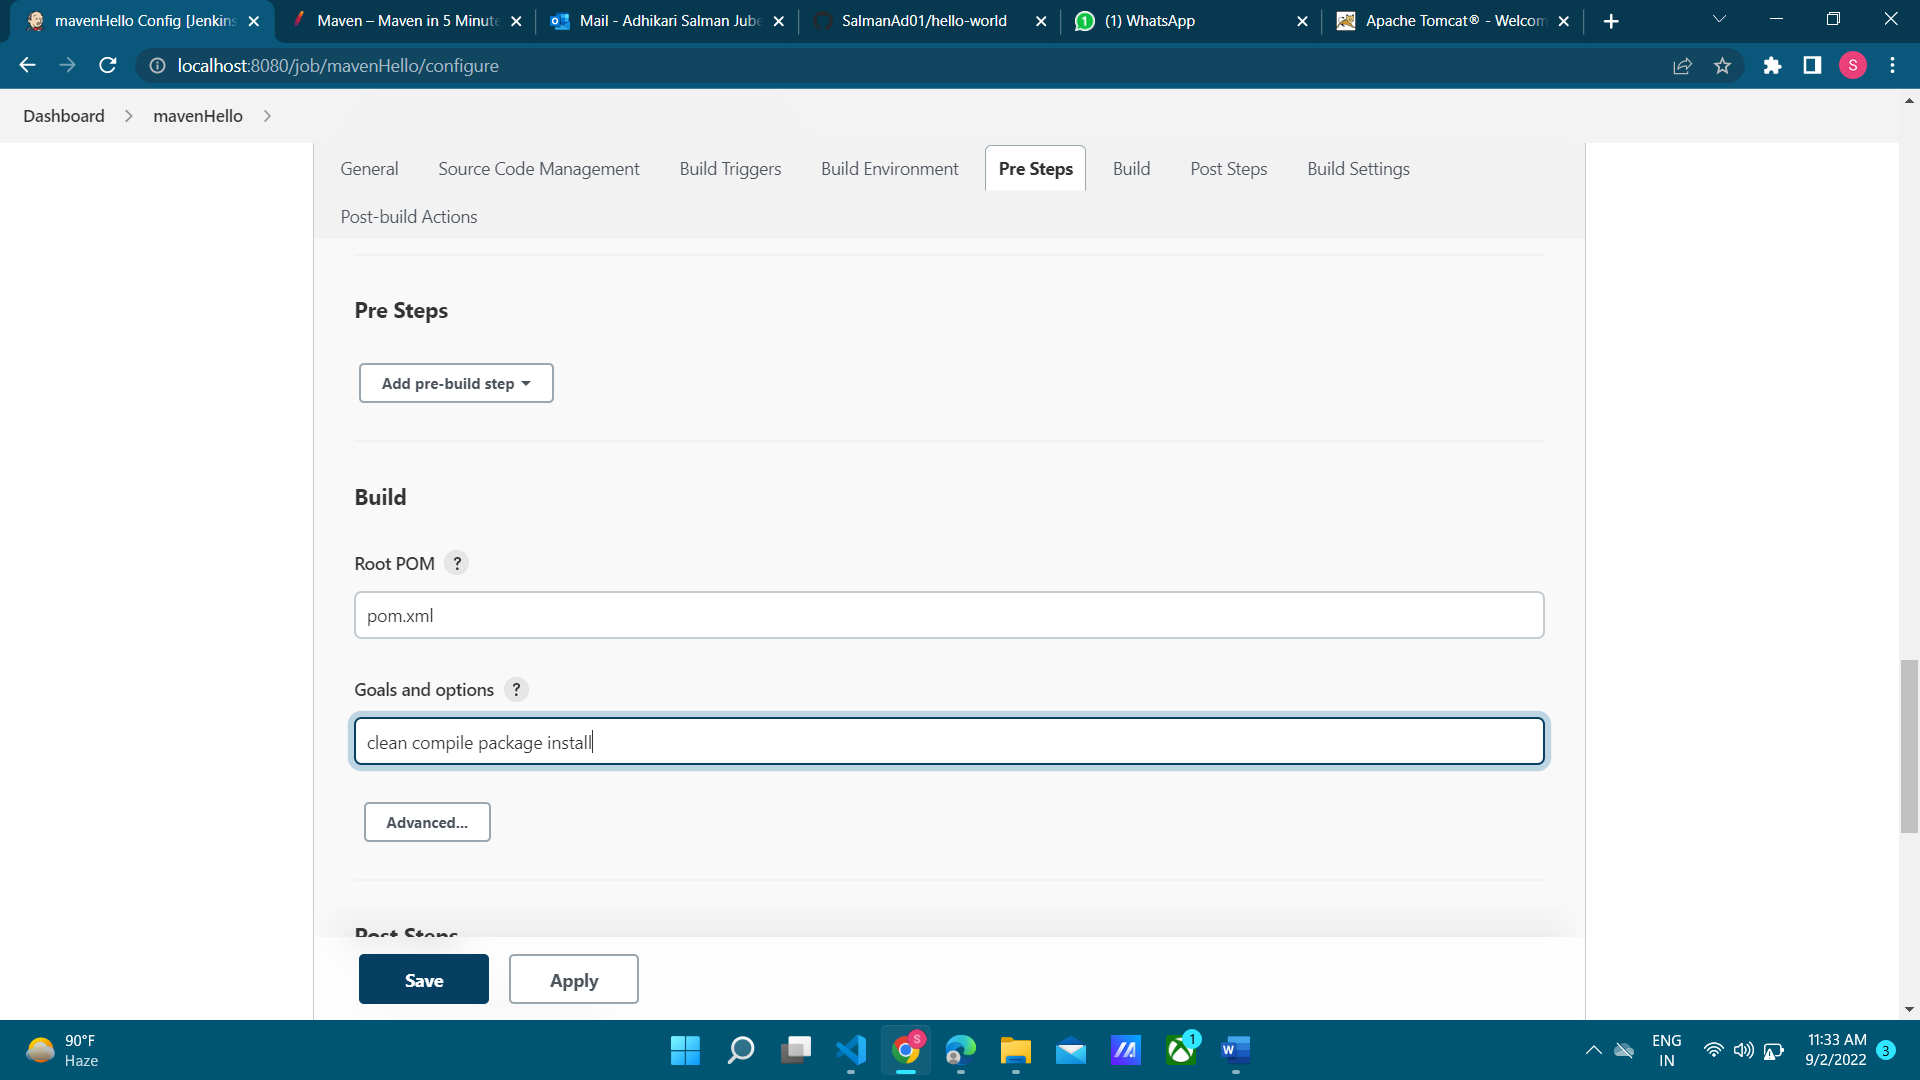 mavenHello Config [Jenkins
Maven – Maven in 5 Minute
Mail - Adhikari Salman Jube
SalmanAd01/hello-world
(1) WhatsApp
Apache Tomcat® - Welcom
localhost:8080/job/mavenHello/configure
S
Dashboard
mavenHello
General
Source Code Management
Build Triggers
Build Environment
Pre Steps
Build
Post Steps
Build Settings
Post-build Actions
Pre Steps
Add pre-build step
Build
Root POM ?
pom.xml
Goals and options ?
clean compile package install
Advanced...
Post Steps
Save
Apply
90°F
Haze
S
1
W
ENG
IN
11:33 AM
9/2/2022
3